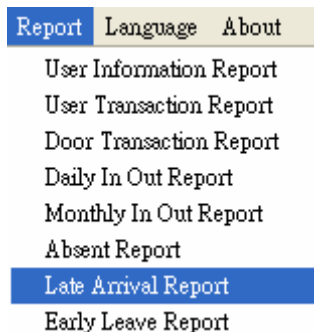 Report Language About
User Information Report
User Transaction Report
Door Transaction Report
Daily In Out Report
Monthly In Out Report
Absent Report
Late Arrival Report
Early Leave Report